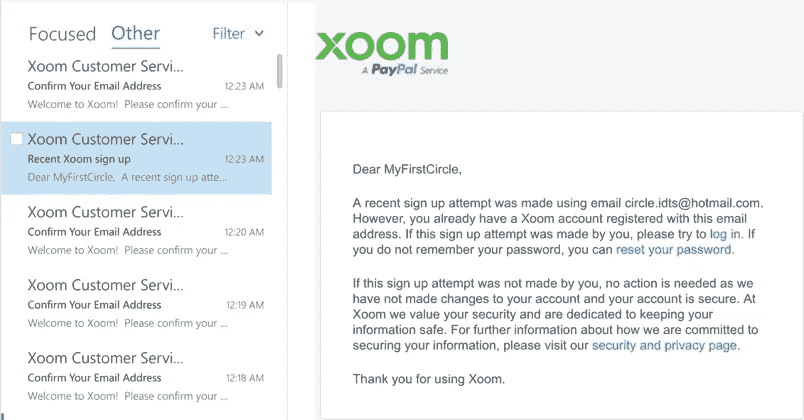 Focused Other Filter
Xoom Customer Servi...
Confirm Your Email Address 12:23 AM
Welcome to Xoom! Please confirm your ...
Xoom Customer Servi...
Recent Xoom sign up 12:23 AM
Dear MyFirstCircle, A recent sign up atte...
Xoom Customer Servi...
Confirm Your Email Address 12:20 AM
Welcome to Xoom! Please confirm your ...
Xoom Customer Servi...
Confirm Your Email Address 12:19 AM
Welcome to Xoom! Please confirm your ...
Xoom Customer Servi...
Confirm Your Email Address 12:18 AM
Welcome to Xoom! Please confirm your ...
xoom
A PayPal Service
Dear MyFirstCircle,
A recent sign up attempt was made using email circle.idts@hotmail.com.
However, you already have a Xoom account registered with this email
address. If this sign up attempt was made by you, please try to log in. If
you do not remember your password, you can reset your password.
If this sign up attempt was not made by you, no action is needed as we
have not made changes to your account and your account is secure. At
Xoom we value your security and are dedicated to keeping your
information safe. For further information about how we are committed to
securing your information, please visit our security and privacy page.
Thank you for using Xoom.